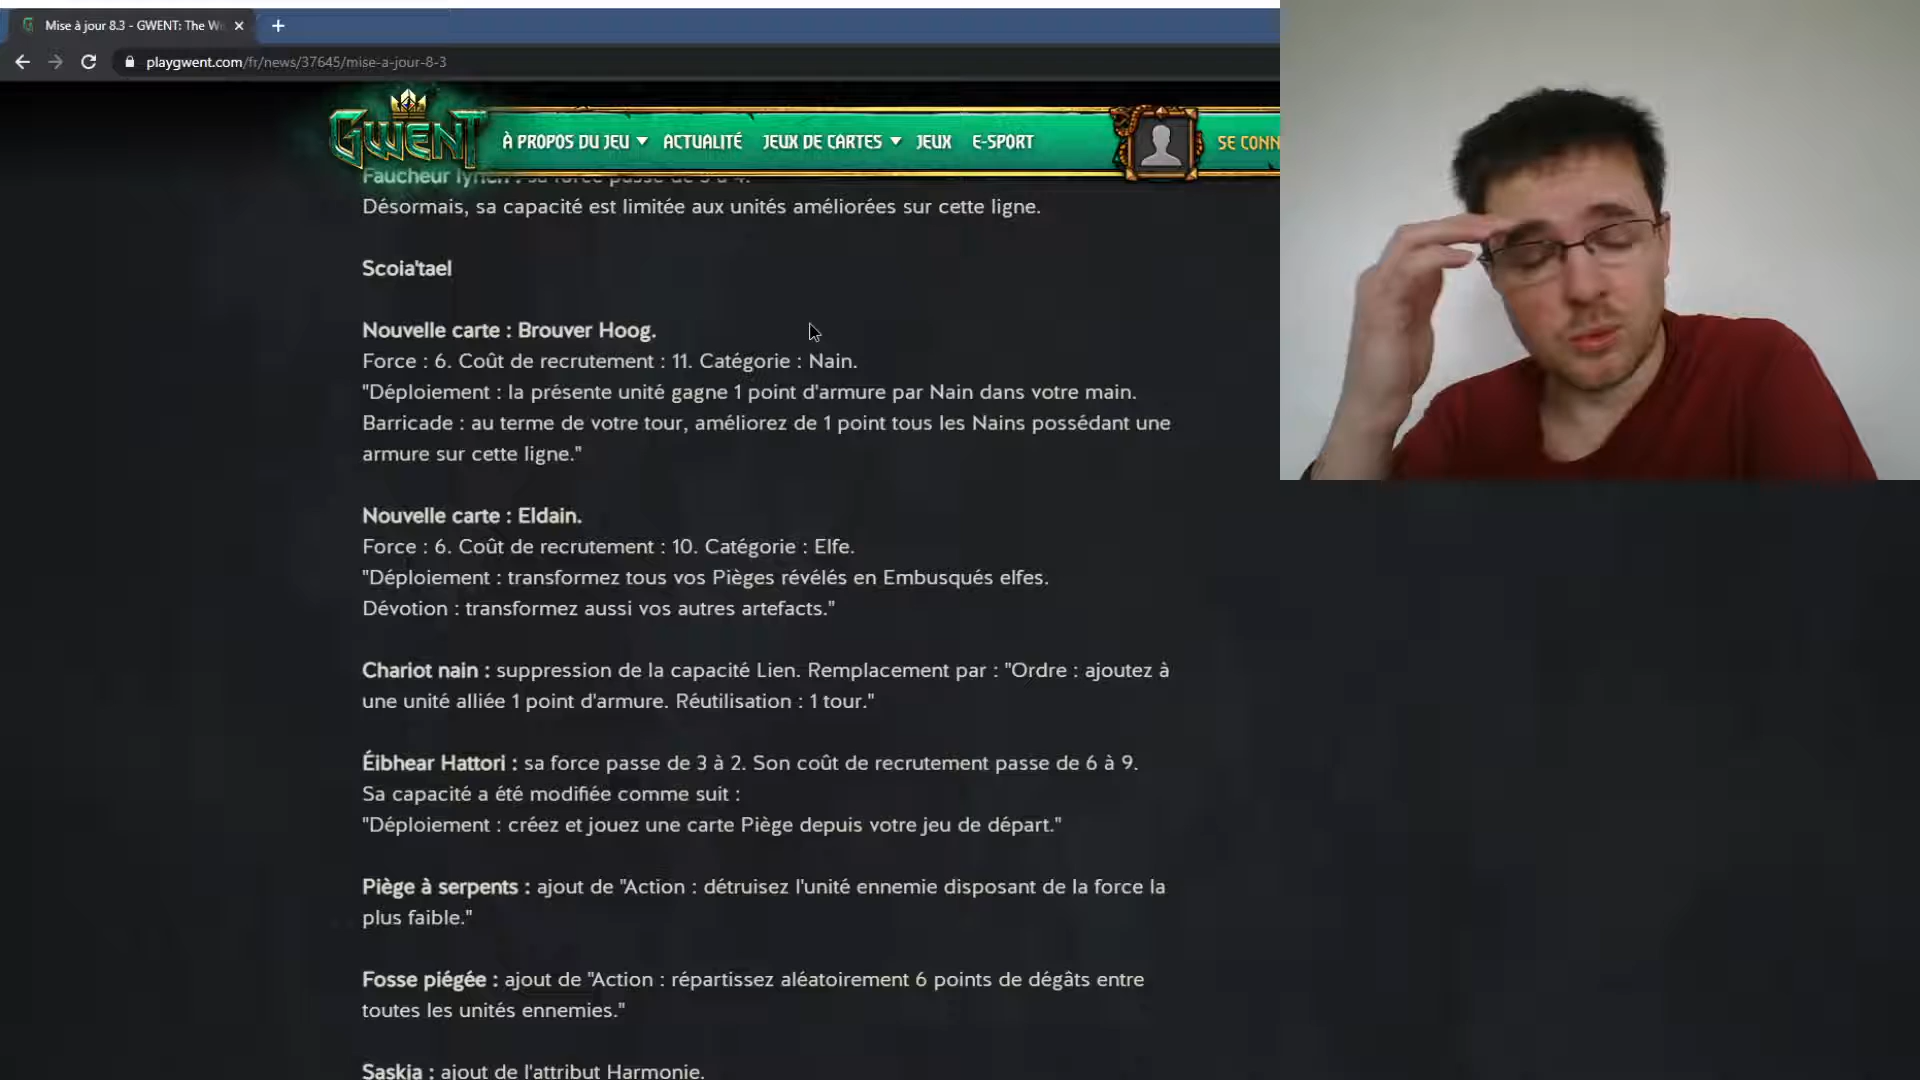 Mise à jour 8.3 - GWENT: The W
playgwent.com/fr/news/37645/mise-a-jour-8-3
GWENT
À PROPOS DU JEU
ACTUALITÉ
JEUX DE CARTES
JEUX
E-SPORT
SE CONN
Faucheur lyrien : sa force passe de 5 à 4.
Désormais, sa capacité est limitée aux unités améliorées sur cette ligne.
Scoia'tael
Nouvelle carte : Brouver Hoog.
Force : 6. Coût de recrutement : 11. Catégorie : Nain.
"Déploiement : la présente unité gagne 1 point d'armure par Nain dans votre main.
Barricade : au terme de votre tour, améliorez de 1 point tous les Nains possédant une
armure sur cette ligne."
Nouvelle carte : Eldain.
Force : 6. Coût de recrutement : 10. Catégorie : Elfe.
"Déploiement : transformez tous vos Pièges révélés en Embusqués elfes.
Dévotion : transformez aussi vos autres artefacts."
Chariot nain : suppression de la capacité Lien. Remplacement par : "Ordre : ajoutez à
une unité alliée 1 point d'armure. Réutilisation : 1 tour."
Éibhear Hattori : sa force passe de 3 à 2. Son coût de recrutement passe de 6 à 9.
Sa capacité a été modifiée comme suit :
"Déploiement : créez et jouez une carte Piège depuis votre jeu de départ."
Piège à serpents : ajout de "Action : détruisez l'unité ennemie disposant de la force la
plus faible."
Fosse piégée : ajout de "Action : répartissez aléatoirement 6 points de dégâts entre
toutes les unités ennemies."
Saskia : ajout de l'attribut Harmonie.